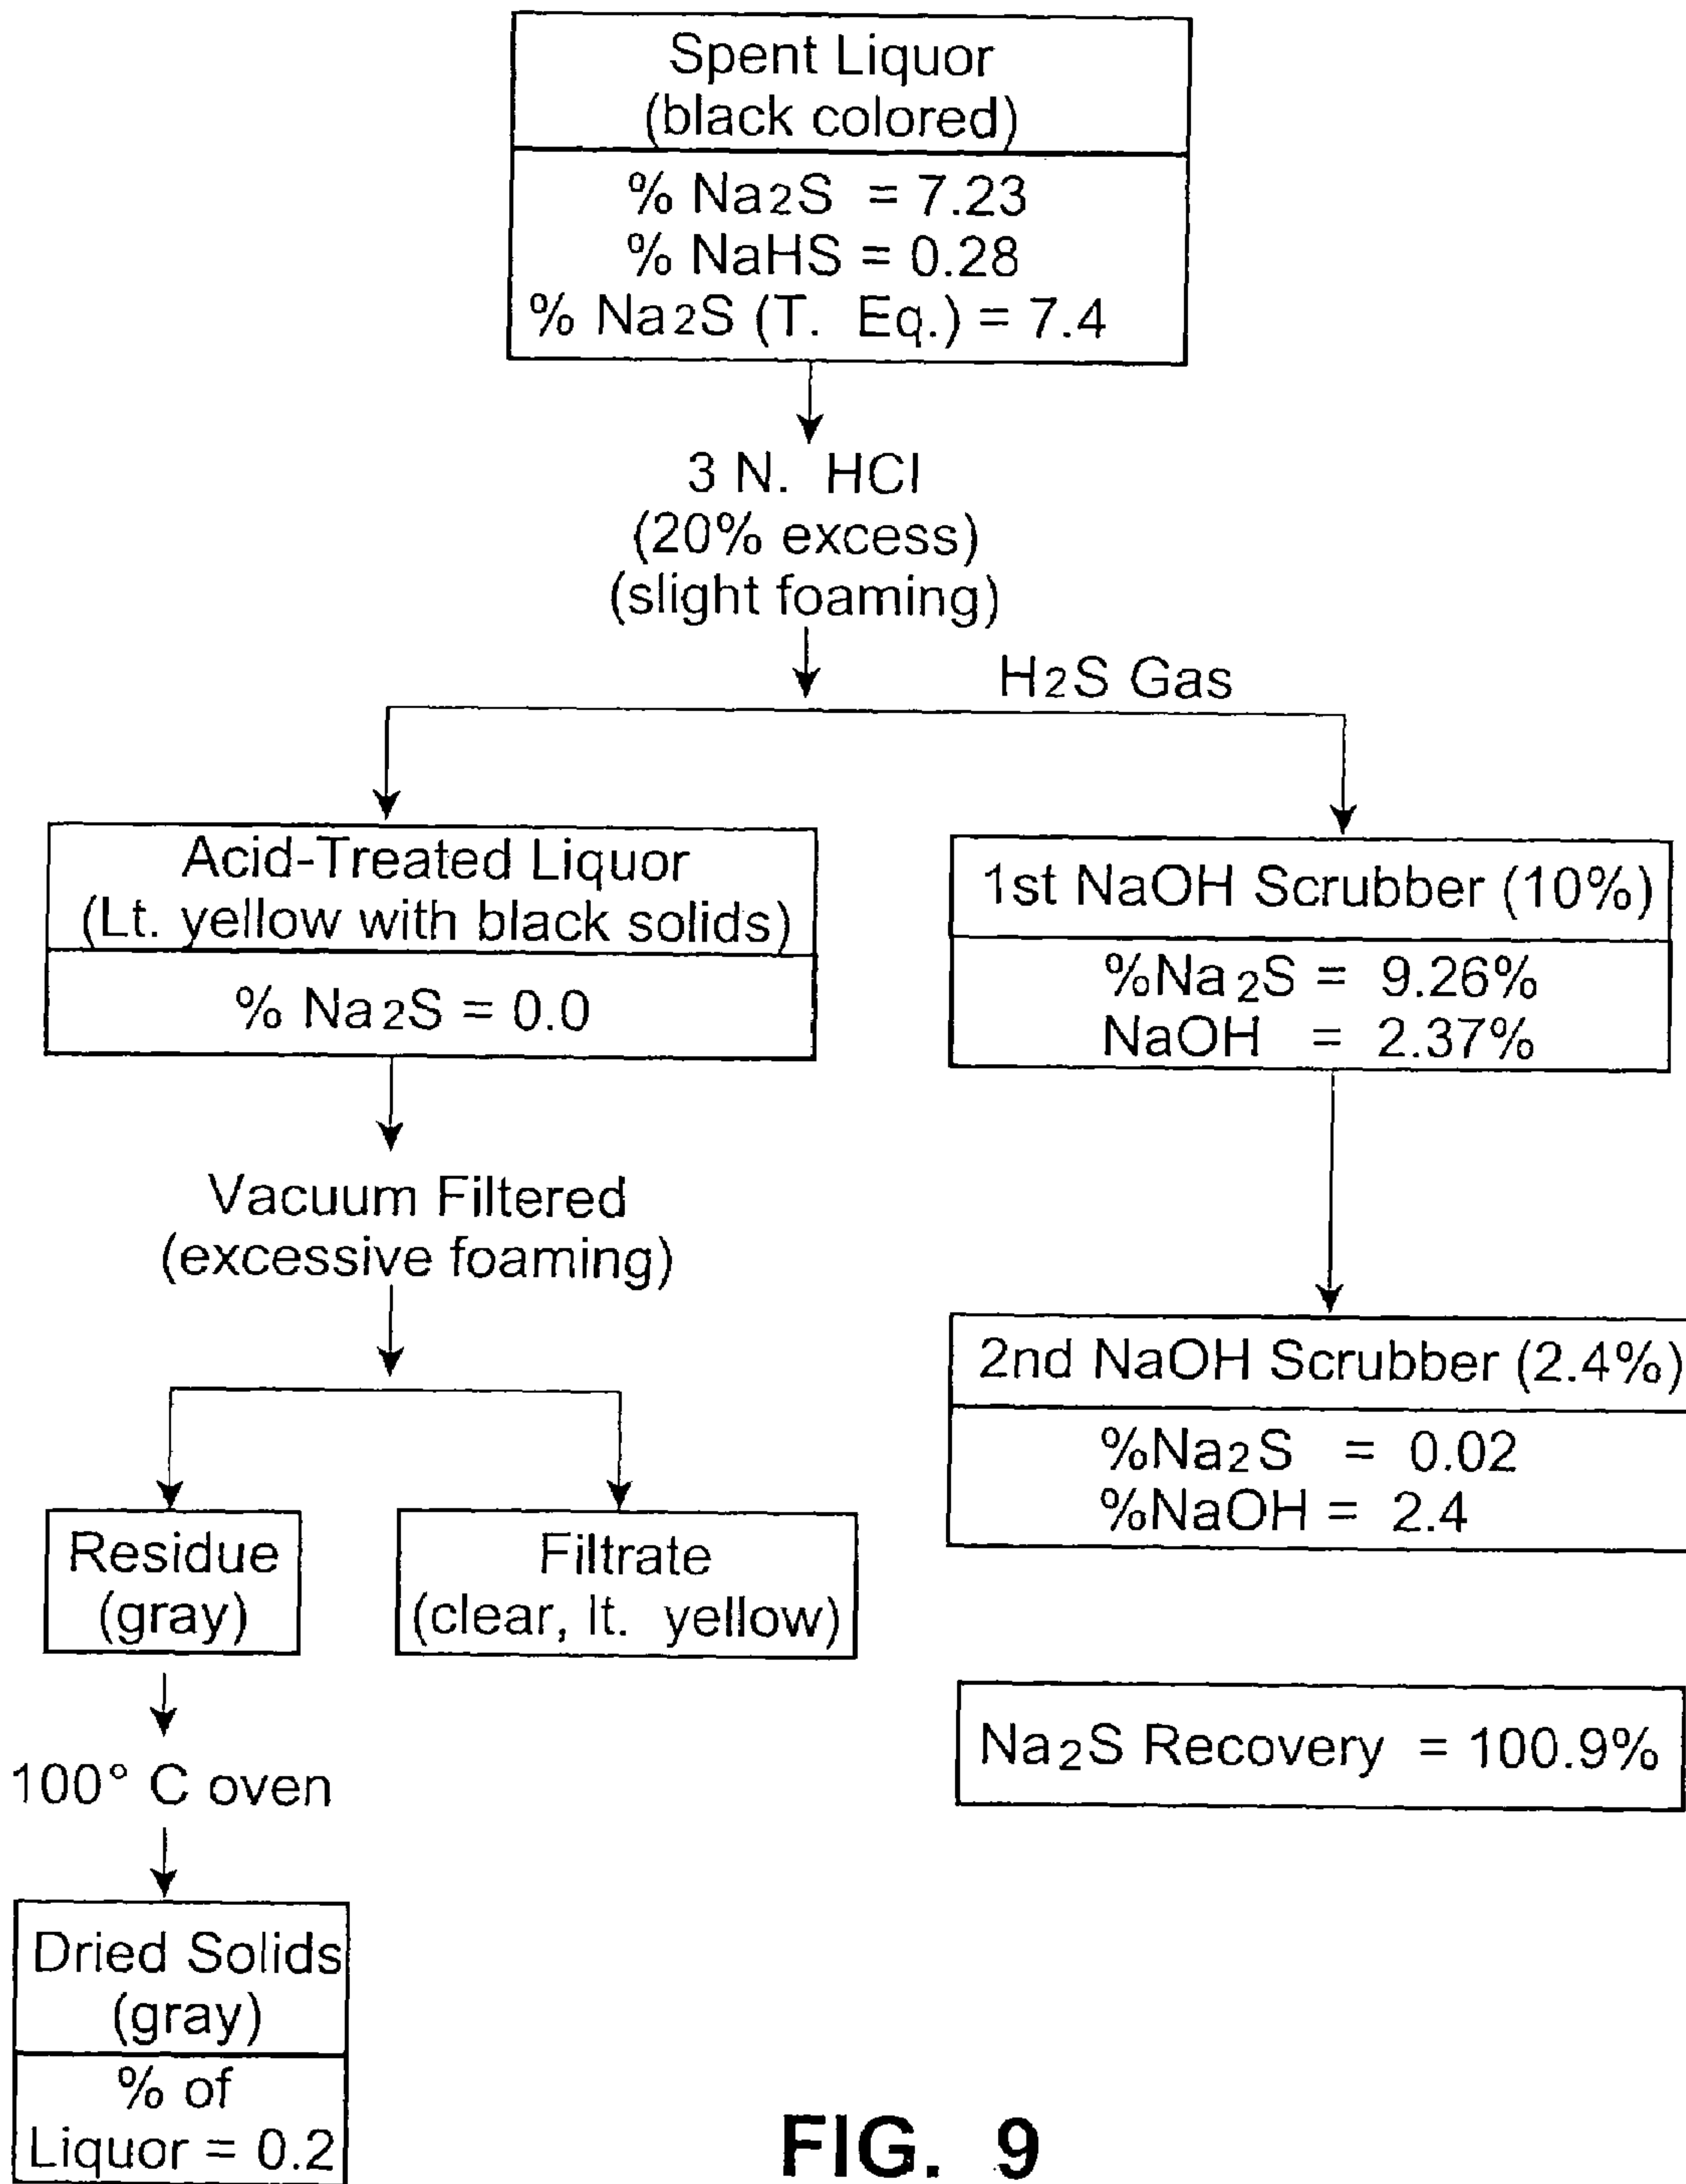 Spent Liquor
(black colored)
% Na2S = 7.23
% NaHS = 0.28
% Na2S (T. Eq.) = 7.4
3 N. HCl
(20% excess)
(slight foaming)
H2S Gas
Acid-Treated Liquor
(Lt. yellow with black solids)
% Na2S = 0.0
1st NaOH Scrubber (10%)
%Na2S = 9.26%
NaOH = 2.37%
Vacuum Filtered
(excessive foaming)
2nd NaOH Scrubber (2.4%)
%Na2S = 0.02
%NaOH = 2.4
Residue
(gray)
Filtrate
(clear, lt. yellow)
Na2S Recovery = 100.9%
100° C oven
Dried Solids
(gray)
% of
Liquor = 0.2
FIG. 9